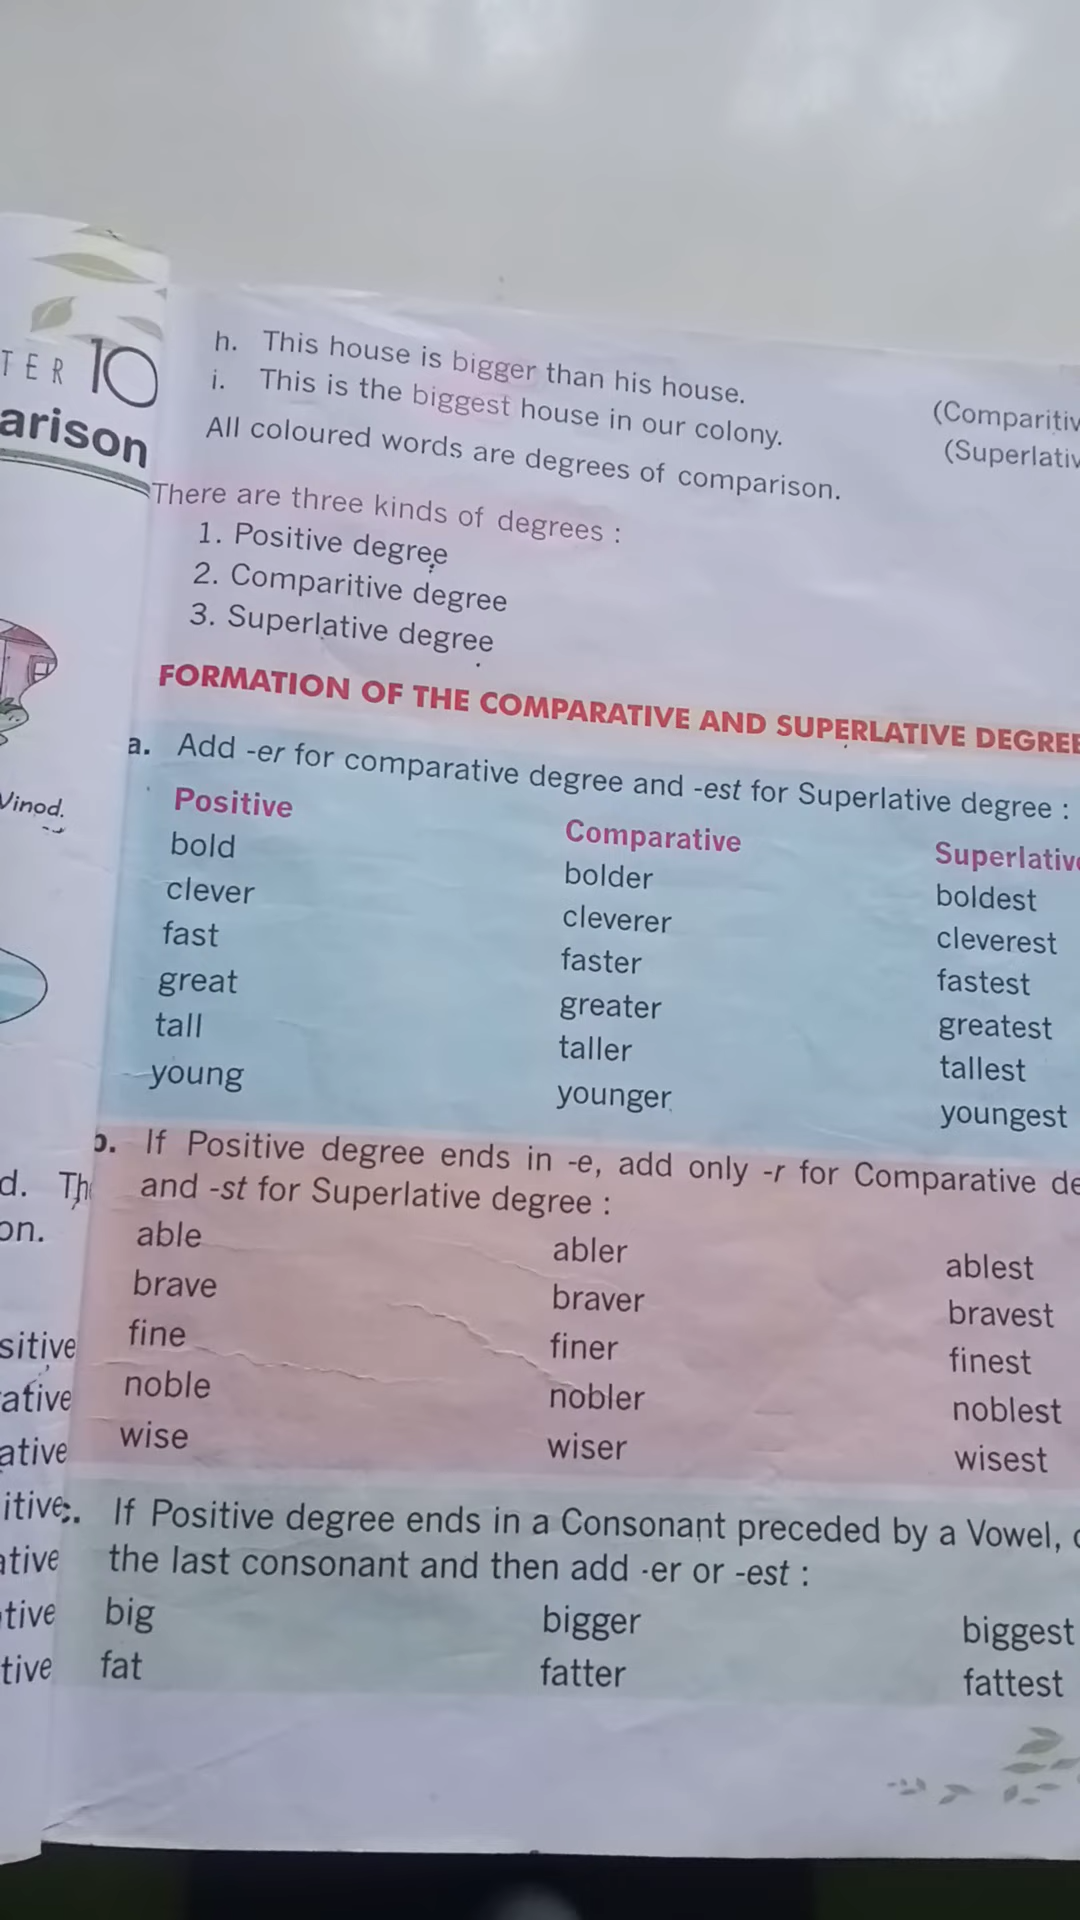 TER 10
arison
Vinod.
d. Th
on.
sitive
ative
ative
itive
ative
tive
tive
h. This house is bigger than his house. (Comparitiv
i. This is the biggest house in our colony. (Superlativ
All coloured words are degrees of comparison.
There are three kinds of degrees :
1. Positive degree
2. Comparitive degree
3. Superlative degree
FORMATION OF THE COMPARATIVE AND SUPERLATIVE DEGREE
a. Add -er for comparative degree and -est for Superlative degree :
Positive Comparative Superlative
bold bolder boldest
clever cleverer cleverest
fast faster fastest
great greater greatest
tall taller tallest
young younger youngest
b. If Positive degree ends in -e, add only -r for Comparative de
and -st for Superlative degree :
able abler ablest
brave braver bravest
fine finer finest
noble nobler noblest
wise wiser wisest
If Positive degree ends in a Consonant preceded by a Vowel,
the last consonant and then add -er or -est :
big bigger biggest
fat fatter fattest